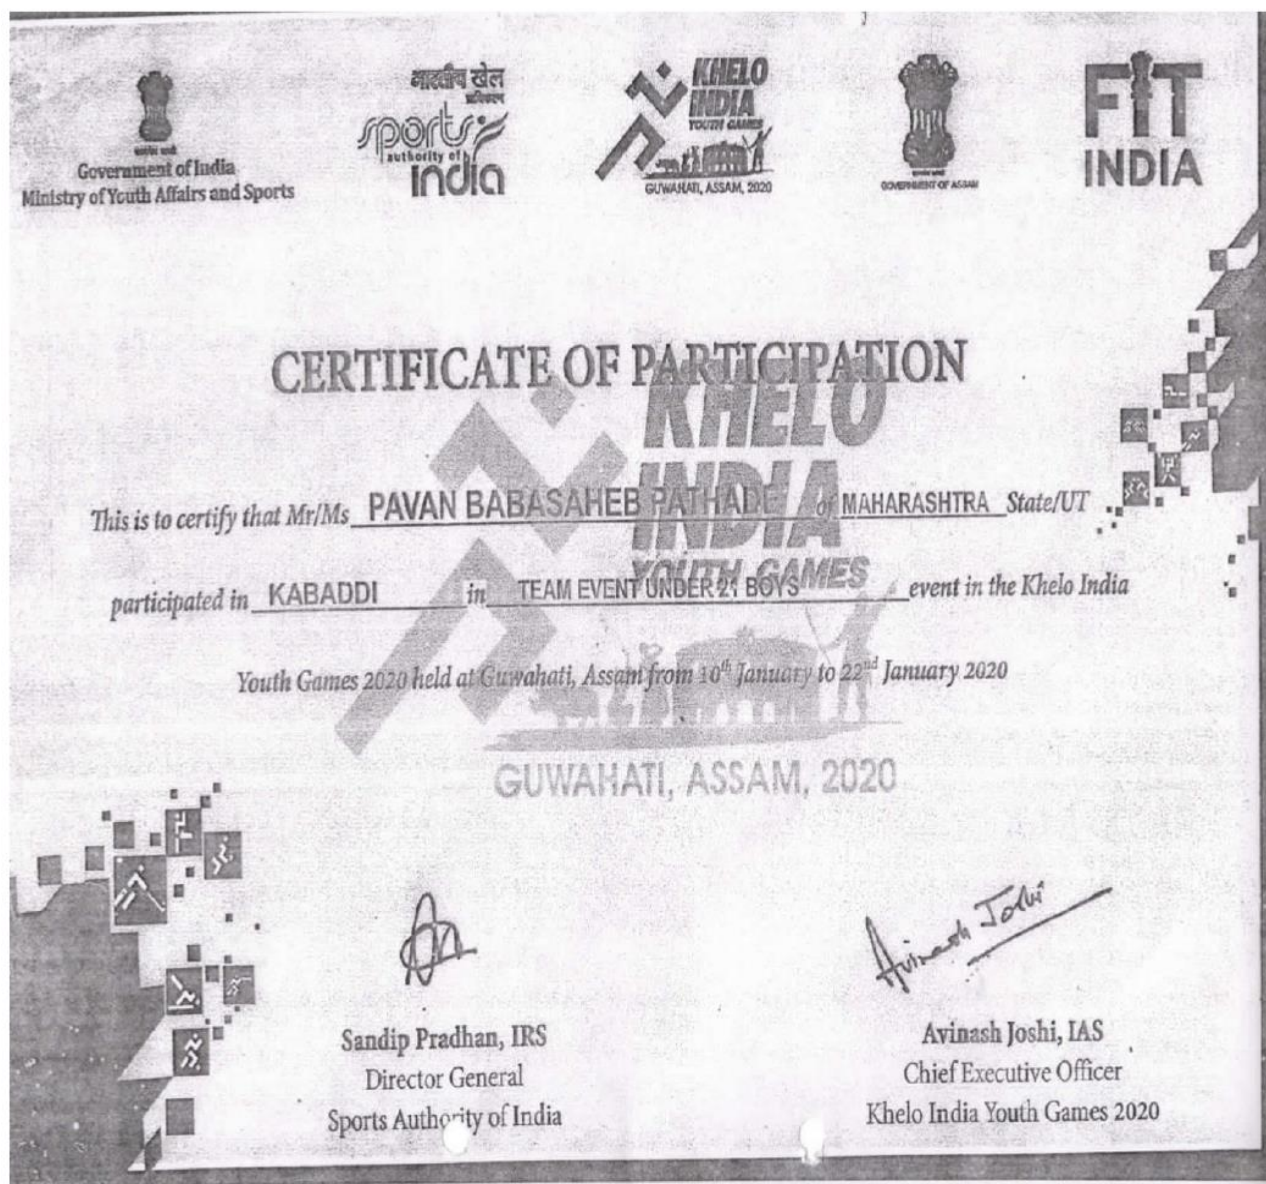 Government of India
Ministry of Youth Affairs and Sports
भारतीय खेल
प्राधिकरण
sports
authority of
india
KHELO
INDIA
YOUTH GAMES
GUWAHATI, ASSAM, 2020
GOVERNMENT OF ASSAM
FIT
INDIA
CERTIFICATE OF PARTICIPATION
KHELO
INDIA
YOUTH GAMES
This is to certify that Mr/Ms PAVAN BABASAHEB PATHADE of MAHARASHTRA State/UT
participated in KABADDI in TEAM EVENT UNDER 21 BOYS event in the Khelo India
Youth Games 2020 held at Guwahati, Assam from 10th January to 22nd January 2020
GUWAHATI, ASSAM, 2020
Avinash Joshi
Sandip Pradhan, IRS
Director General
Sports Authority of India
Avinash Joshi, IAS
Chief Executive Officer
Khelo India Youth Games 2020